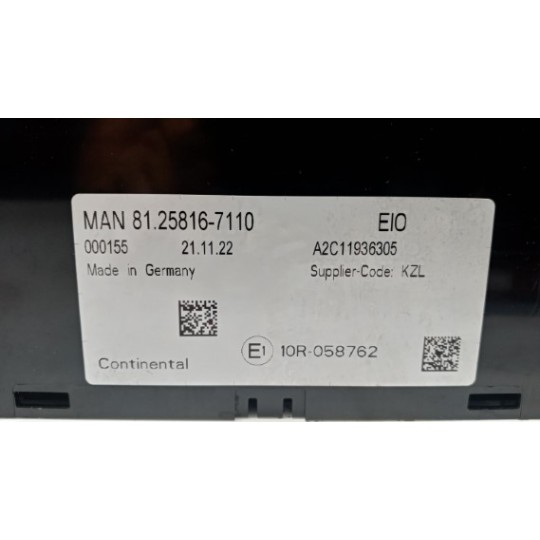 MAN 81.25816-7110 EIO
000155 21.11.22 A2C11936305
Made in Germany Supplier-Code: KZL
Continental E1 10R-058762